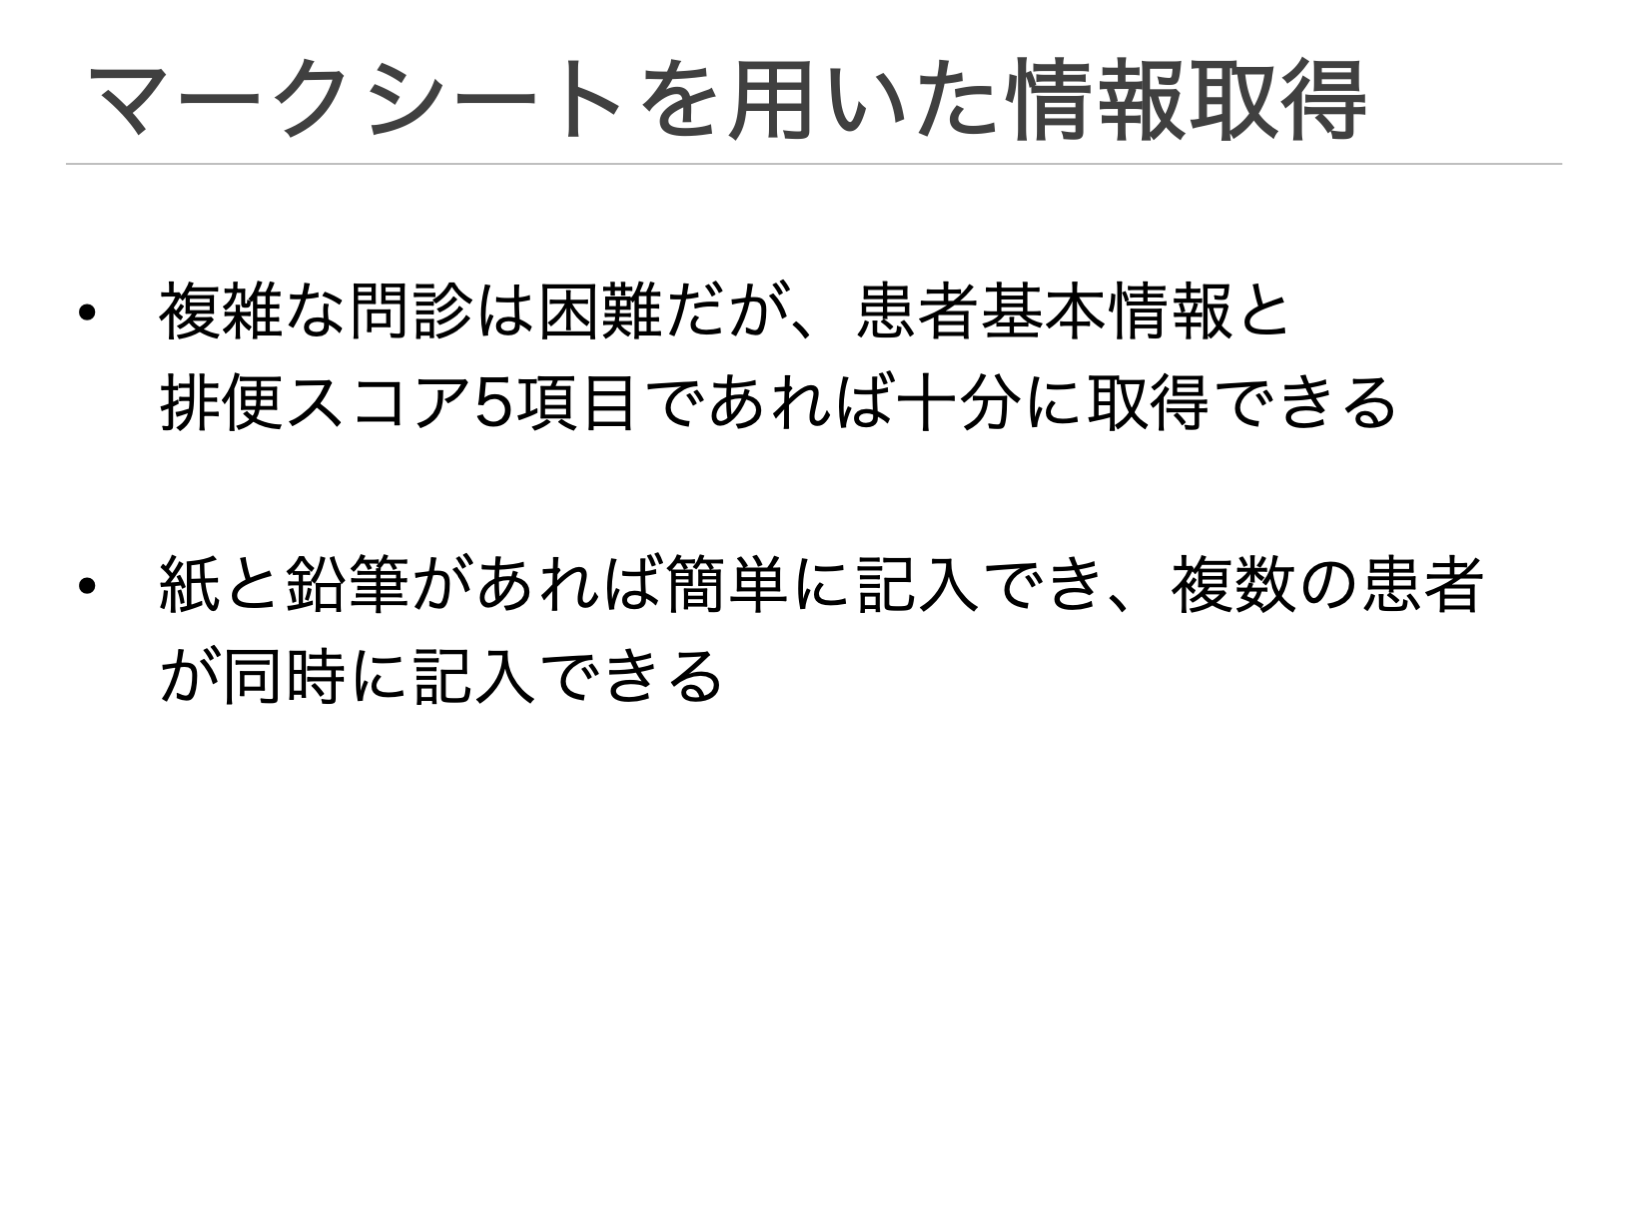 マークシートを用いた情報取得
• 複雑な問診は困難だが、患者基本情報と
排便スコア5項目であれば十分に取得できる
• 紙と鉛筆があれば簡単に記入でき、複数の患者
が同時に記入できる